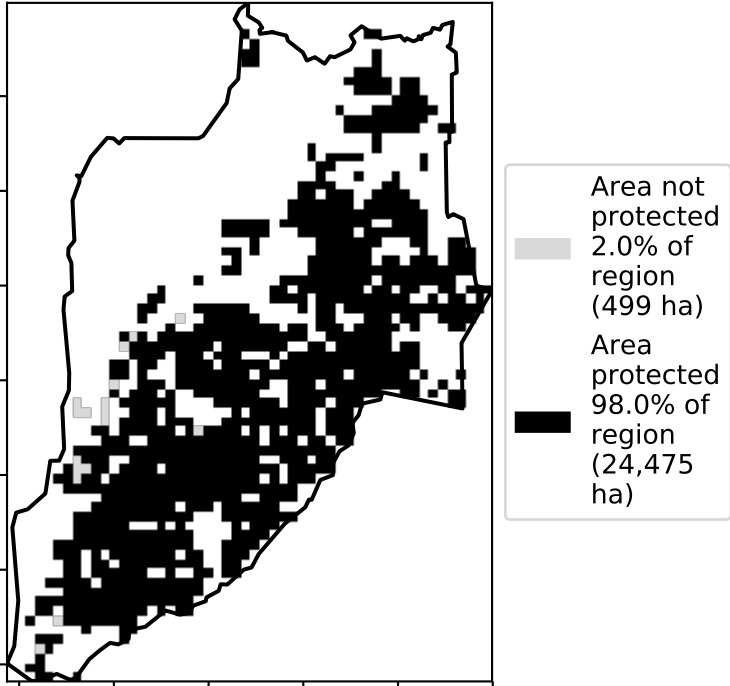 Area not
protected
2.0% of
region
(499 ha)
Area
protected
98.0% of
region
(24,475
ha)